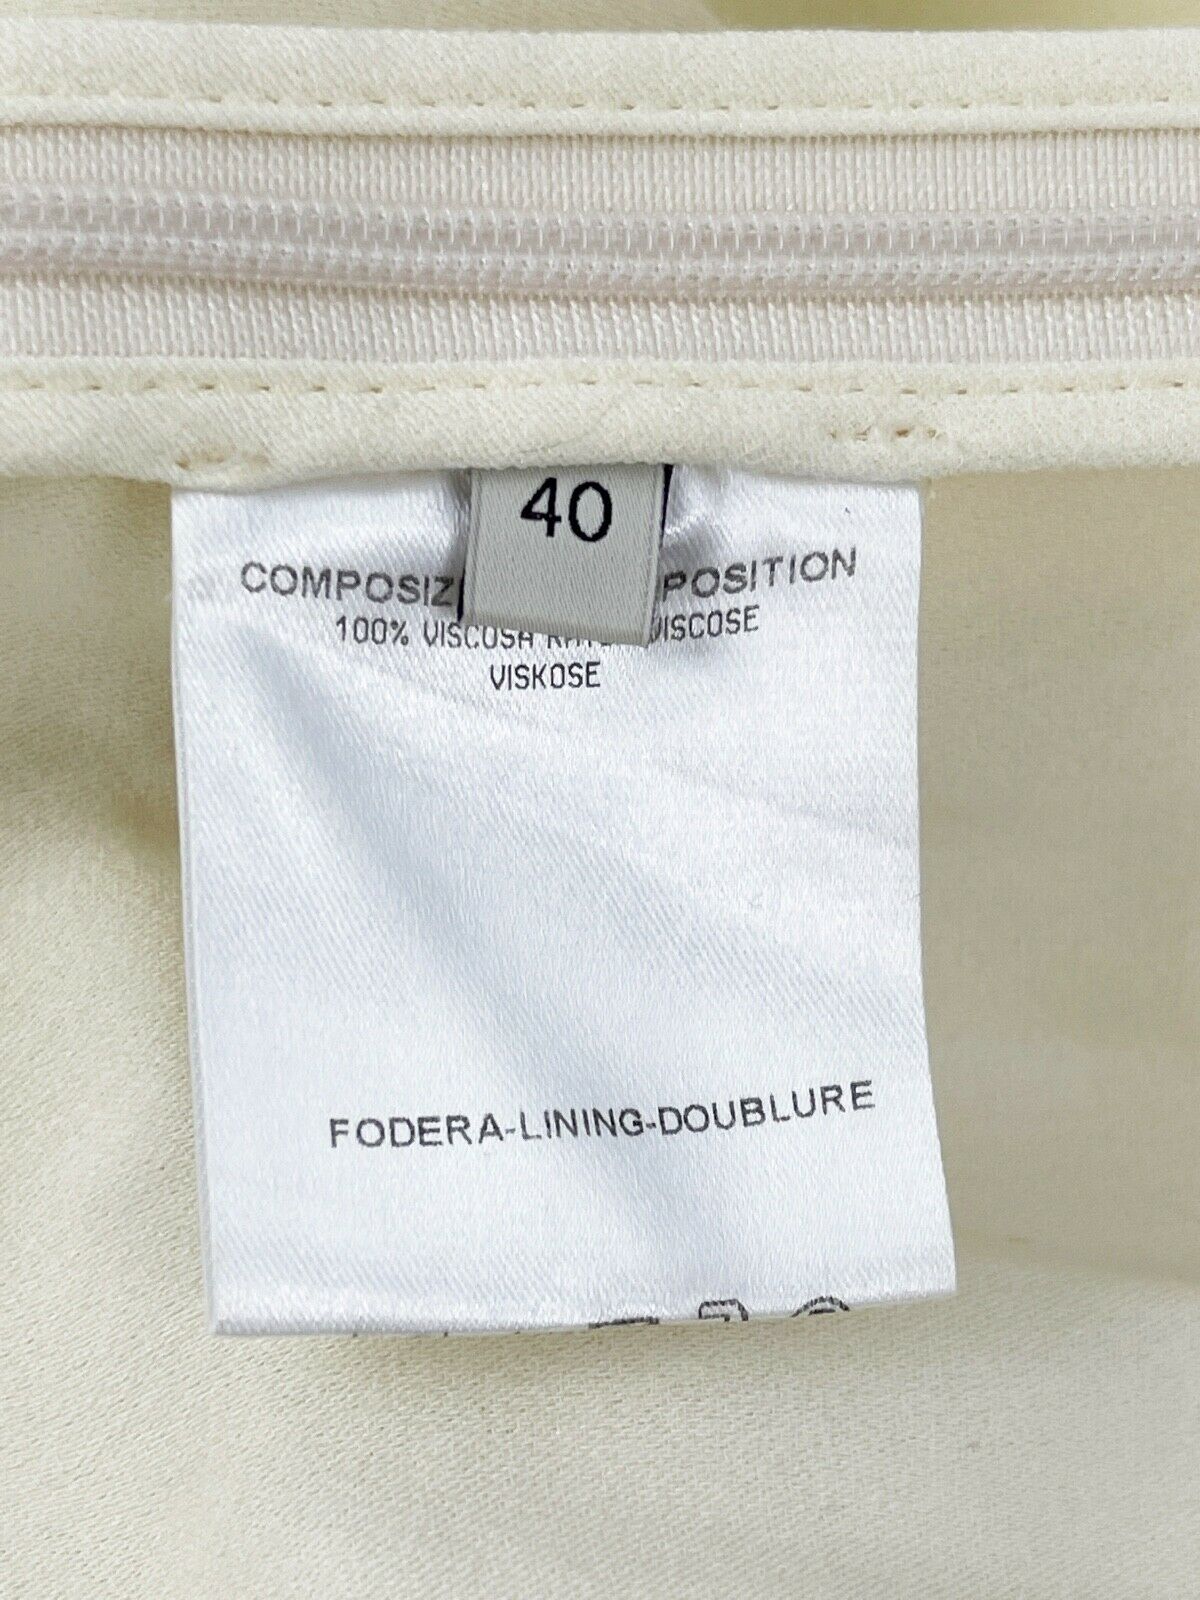 40
COMPOSIZ POSITION
100% VISCOSA VISCOSE
VISKOSE
FODERA-LINING-DOUBLURE